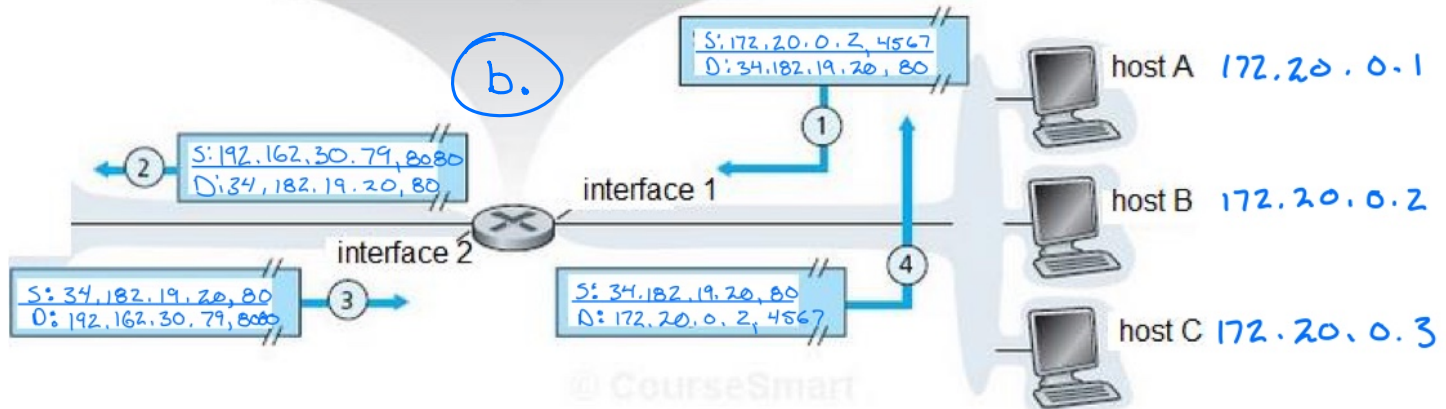 b.
S: 172.20.0.2, 4567
D: 34.182.19.20, 80
host A 172.20.0.1
1
2
S: 192.162.30.79, 8080
D: 34.182.19.20, 80
interface 1
host B 172.20.0.2
interface 2
4
S: 34.182.19.20, 80
D: 192.162.30.79, 8080
3
S: 34.182.19.20, 80
D: 172.20.0.2, 4567
host C 172.20.0.3
© CourseSmart